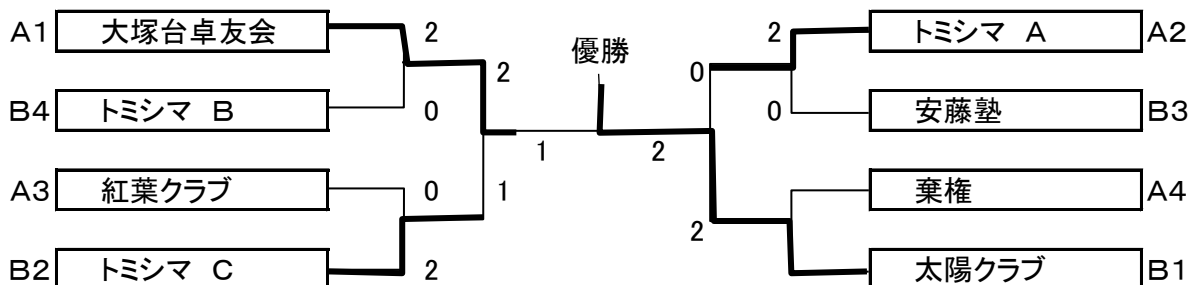 A1 大塚台卓友会 2 2 トミシマ A A2
優勝
2 0
B4 トミシマ B 0 0 安藤塾 B3
1 2
A3 紅葉クラブ 0 1 棄権 A4
2
B2 トミシマ C 2 太陽クラブ B1